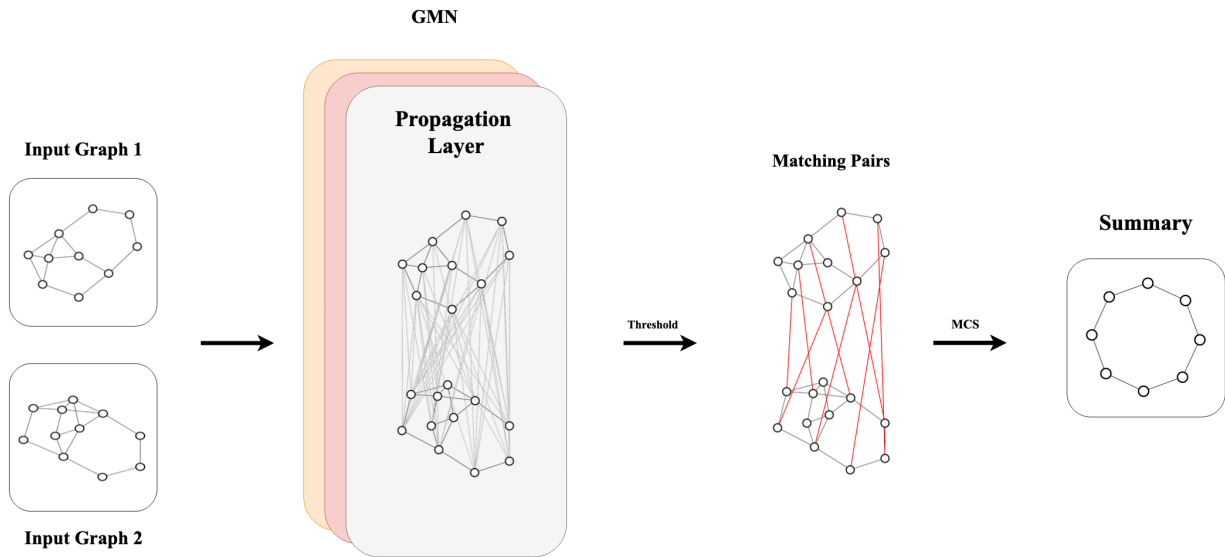 GMN
Propagation
Layer
Input Graph 1
Matching Pairs
Summary
Threshold
MCS
Input Graph 2